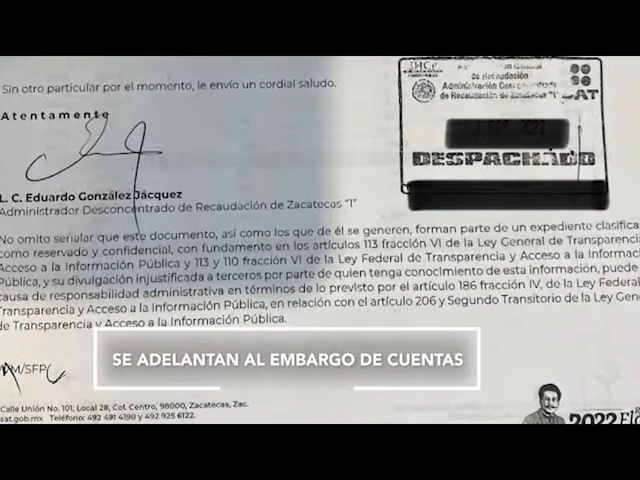 Sin otro particular por el momento, le envío un cordial saludo.
SHCP
de Recaudación
Administración Desconcentrada
de Recaudación de Zacatecas "1"
SAT
DESPACHADO
Atentamente
L. C. Eduardo González Jácquez
Administrador Desconcentrado de Recaudación de Zacatecas "1"
No omito señalar que este documento, así como los que de él se generen, forman parte de un expediente clasifica
como reservado y confidencial, con fundamento en los artículos 113 fracción VI de la Ley General de Transparencia
Acceso a la Información Pública y 113 y 110 fracción VI de la Ley Federal de Transparencia y Acceso a la Informac
Pública, y su divulgación injustificada a terceros por parte de quien tenga conocimiento de esta información, puede
causa de responsabilidad administrativa en términos de lo previsto por el artículo 186 fracción IV, de la Ley Federa
Transparencia y Acceso a la Información Pública, en relación con el artículo 206 y Segundo Transitorio de la Ley Gene
de Transparencia y Acceso a la Información Pública.
SE ADELANTAN AL EMBARGO DE CUENTAS
/SFP
Calle Unión No. 101, Local 28, Col. Centro, 98000, Zacatecas, Zac.
sat.gob.mx Teléfono: 492 491 4190 y 492 925 6122.
2022 Flo